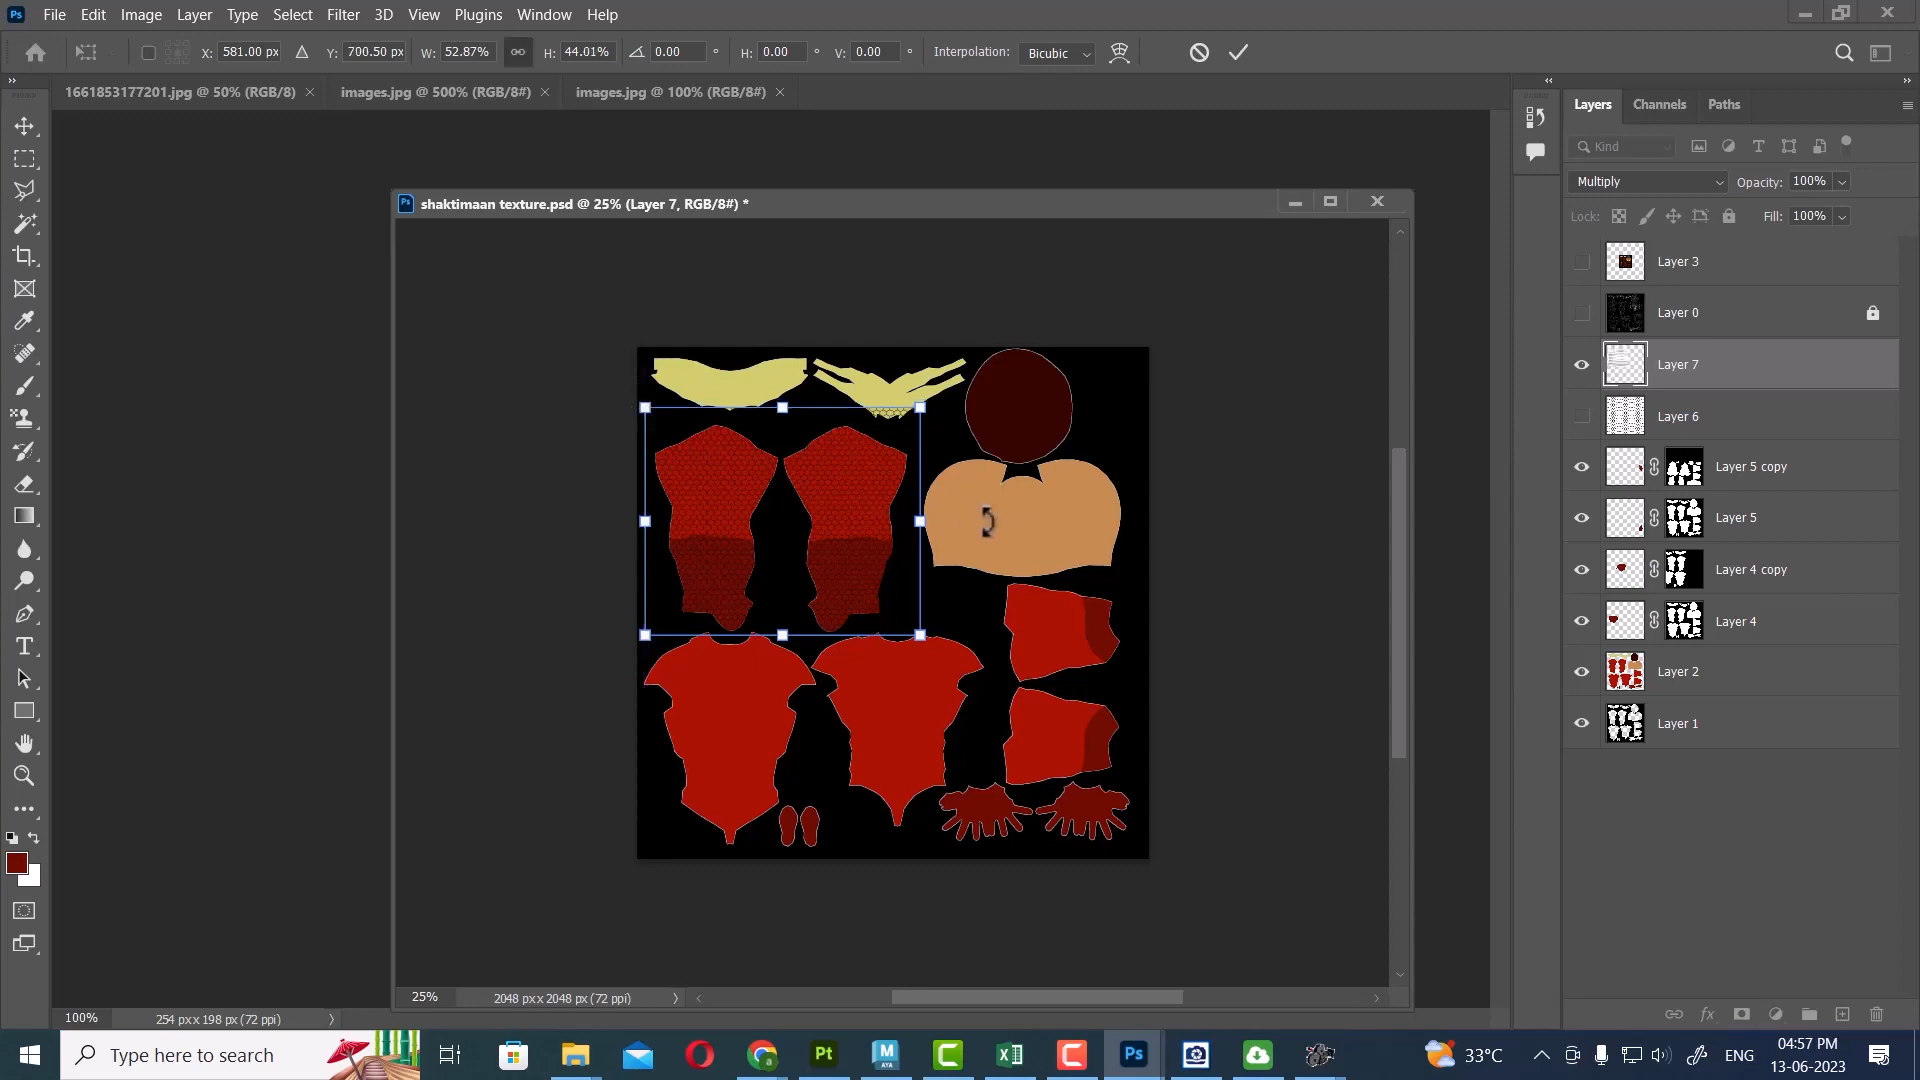 File Edit Image Layer Type Select Filter 3D View Plugins Window Help
X: 581.00 px Y: 700.50 px W: 52.87% H: 44.01% 0.00 ° H: 0.00 ° V: 0.00 ° Interpolation: Bicubic
1661853177201.jpg @ 50% (RGB/8) images.jpg @ 500% (RGB/8#) images.jpg @ 100% (RGB/8#)
Layers Channels Paths
Kind
Multiply Opacity: 100%
Lock: Fill: 100%
shaktimaan texture.psd @ 25% (Layer 7, RGB/8#) *
Layer 3
Layer 0
Layer 7
Layer 6
Layer 5 copy
Layer 5
Layer 4 copy
Layer 4
Layer 2
Layer 1
25% 2048 px x 2048 px (72 ppi)
100% 254 px x 198 px (72 ppi)
Type here to search
33°C ENG 04:57 PM
13-06-2023